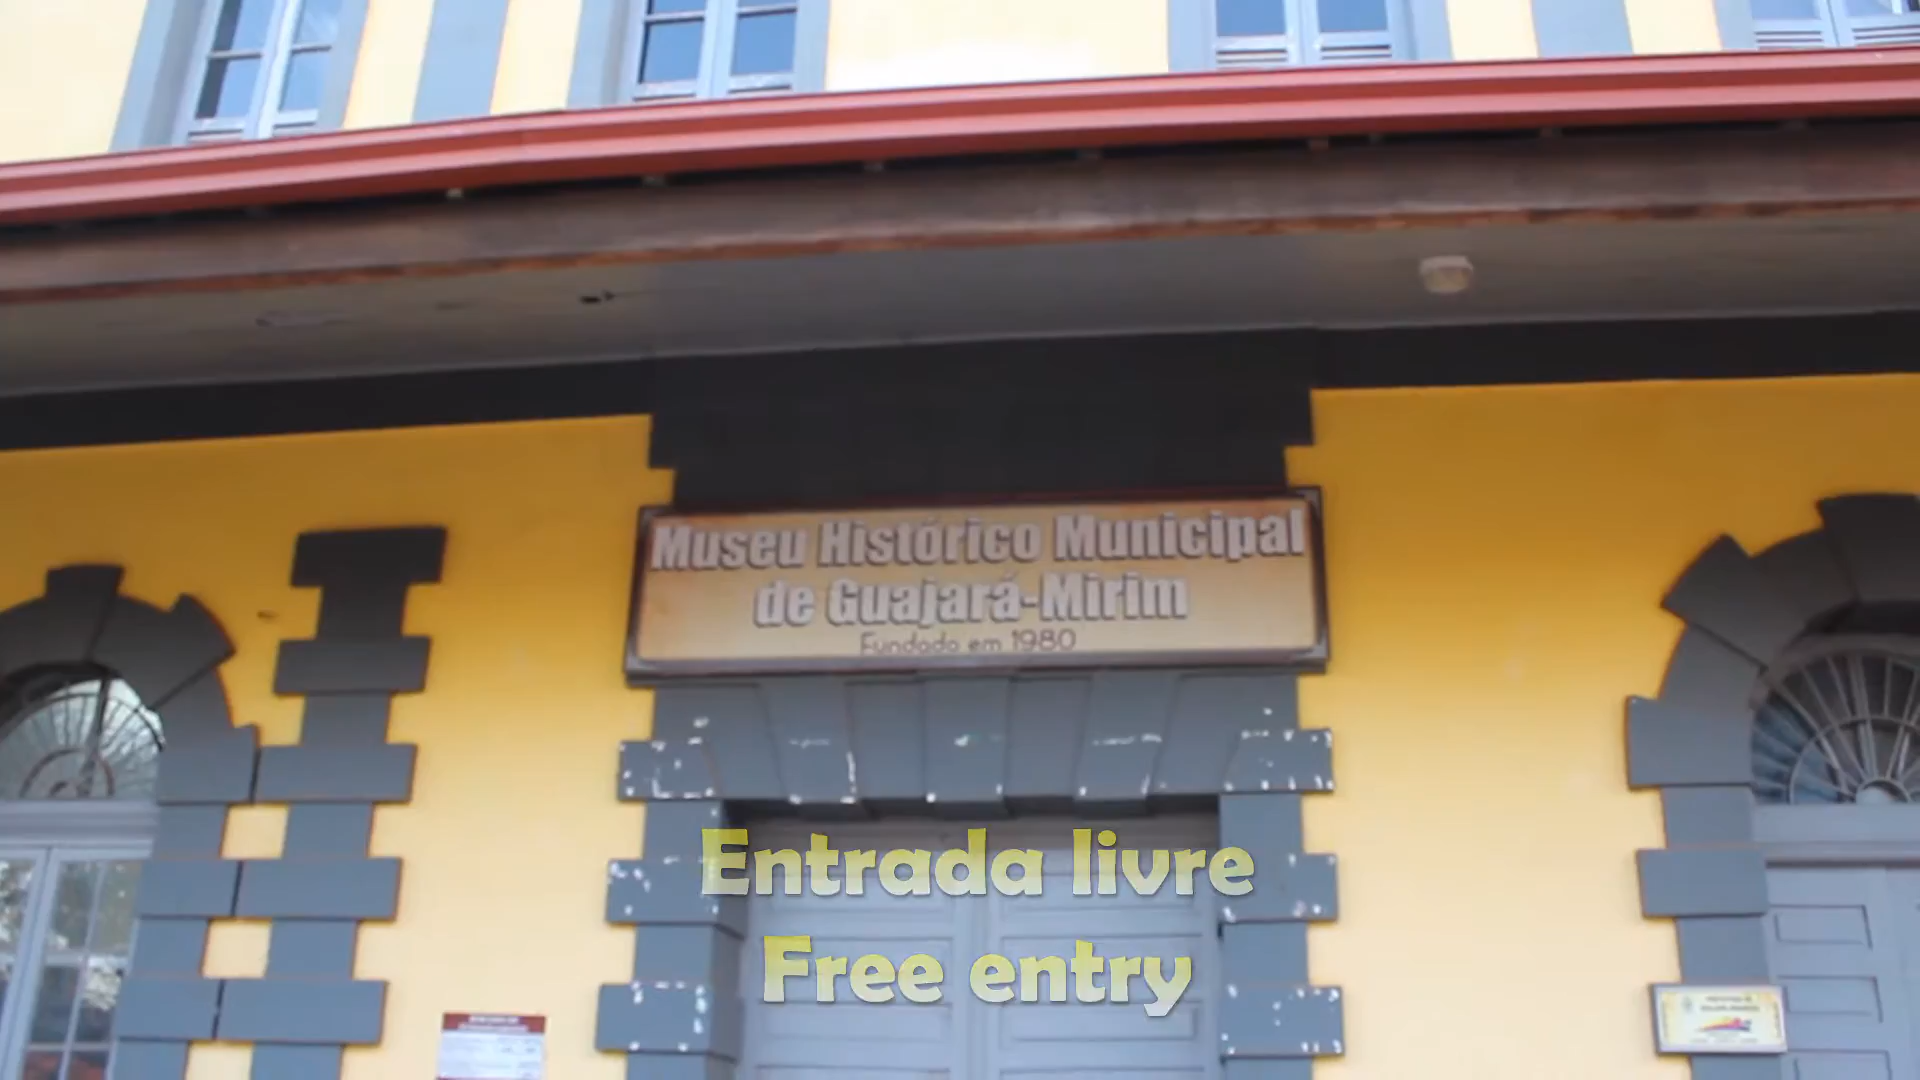 Museu Histórico Municipal
de Guajará-Mirim
Fundado em 1980
Entrada livre
Free entry